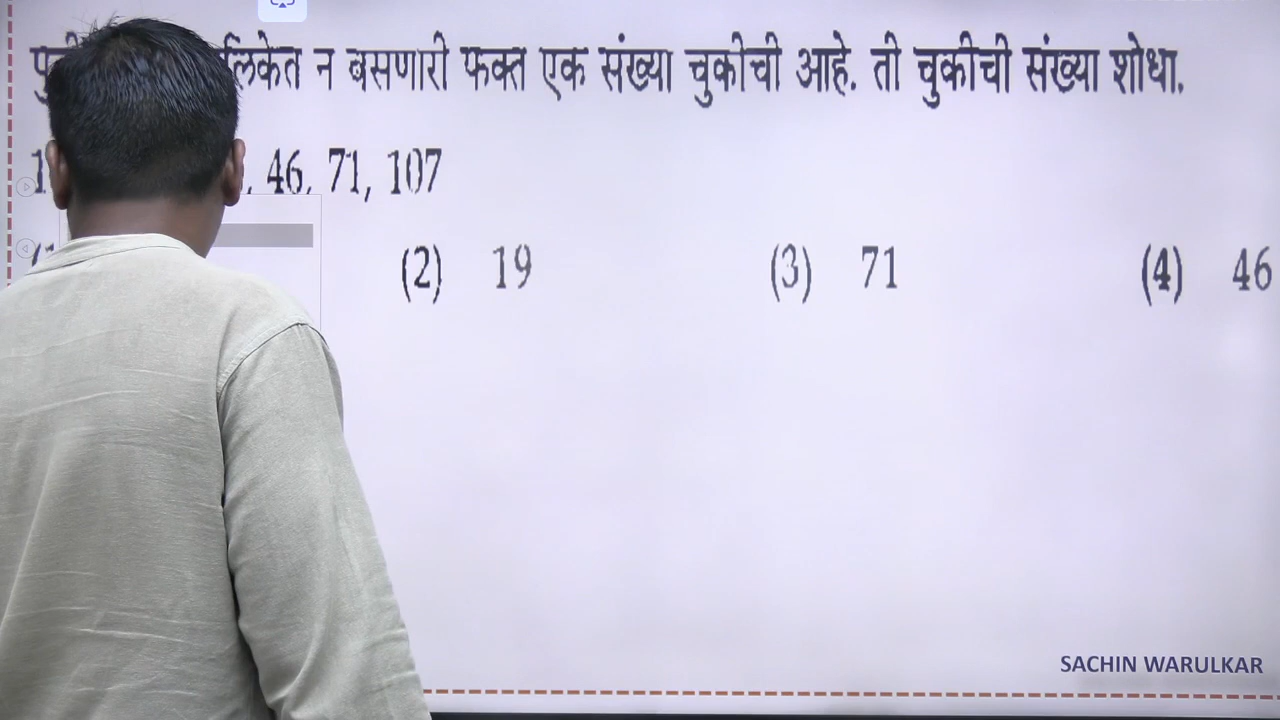 न बसणारी फक्त एक संख्या चुकीची आहे. ती चुकीची संख्या शोधा.
46, 71, 107
(2) 19 (3) 71 (4) 46
SACHIN WARULKAR